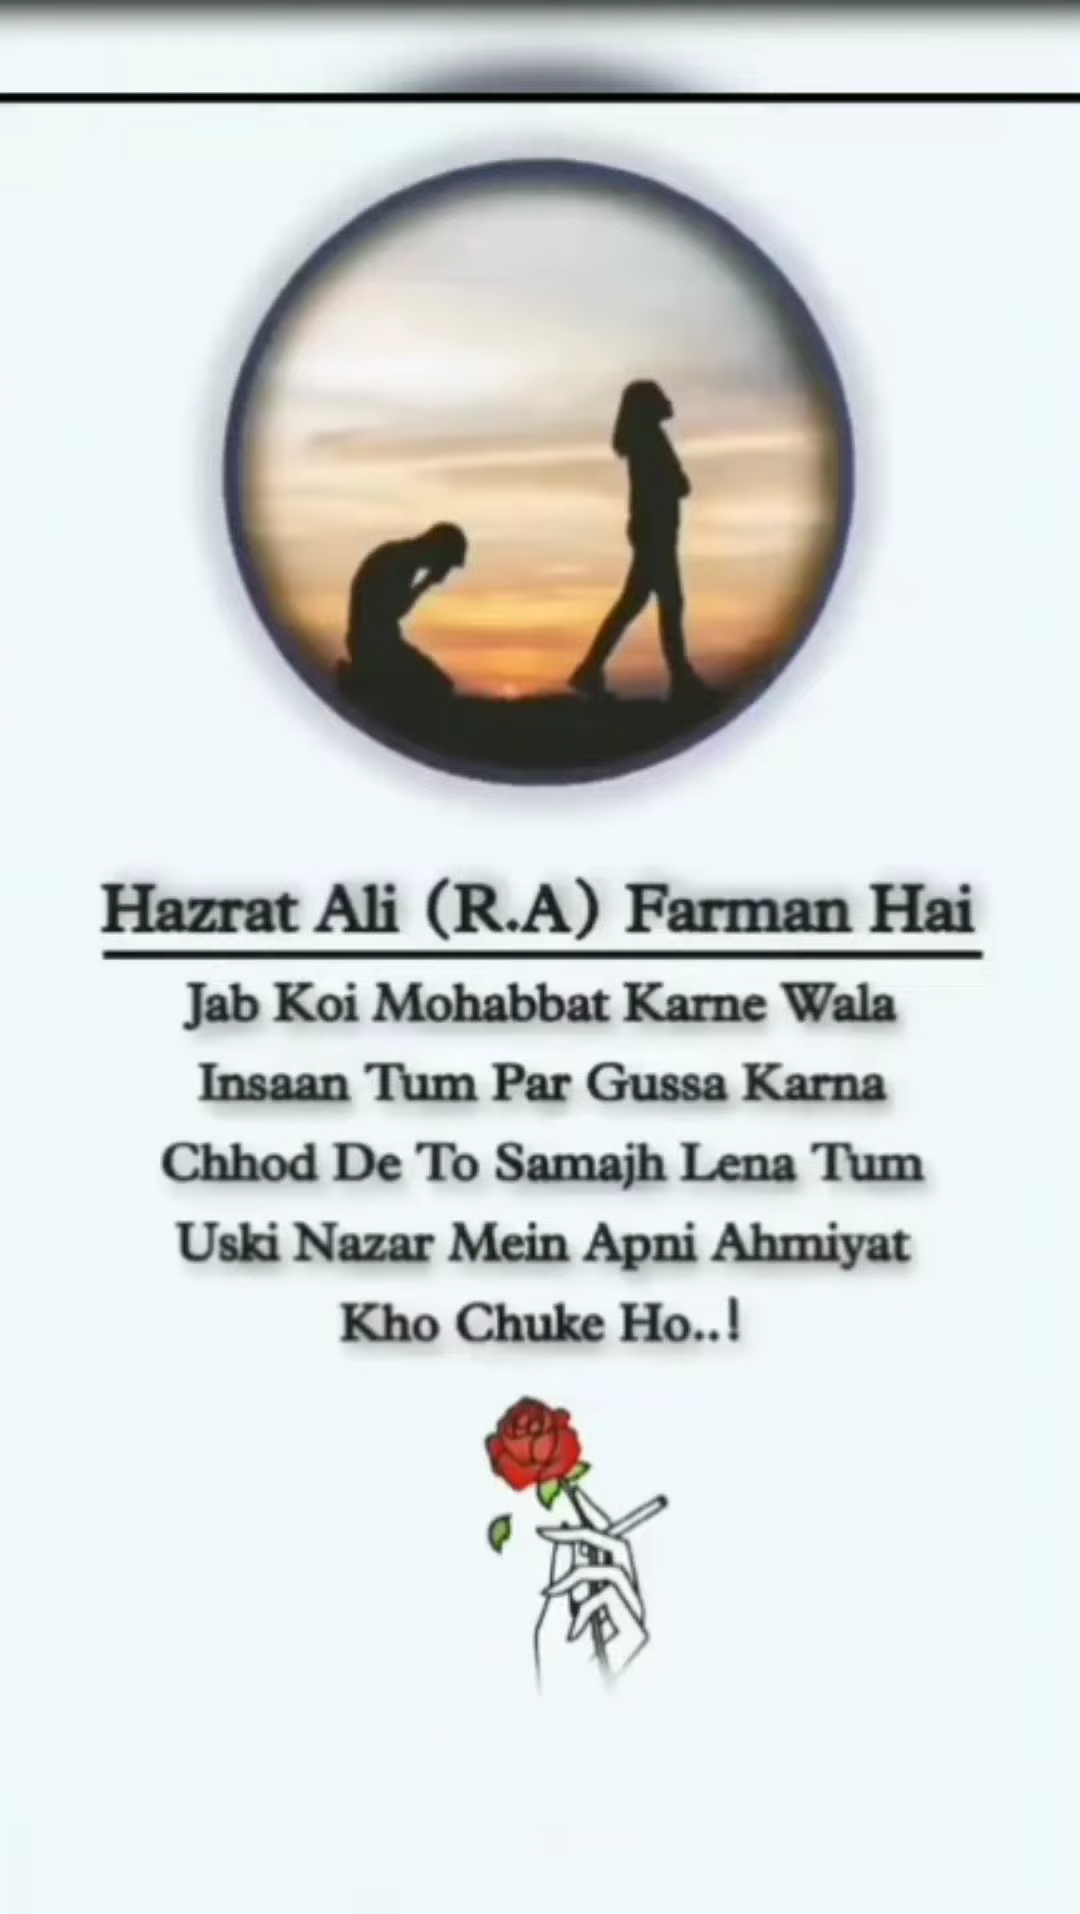 Hazrat Ali (R.A) Farman Hai
Jab Koi Mohabbat Karne Wala
Insaan Tum Par Gussa Karna
Chhod De To Samajh Lena Tum
Uski Nazar Mein Apni Ahmiyat
Kho Chuke Ho..!